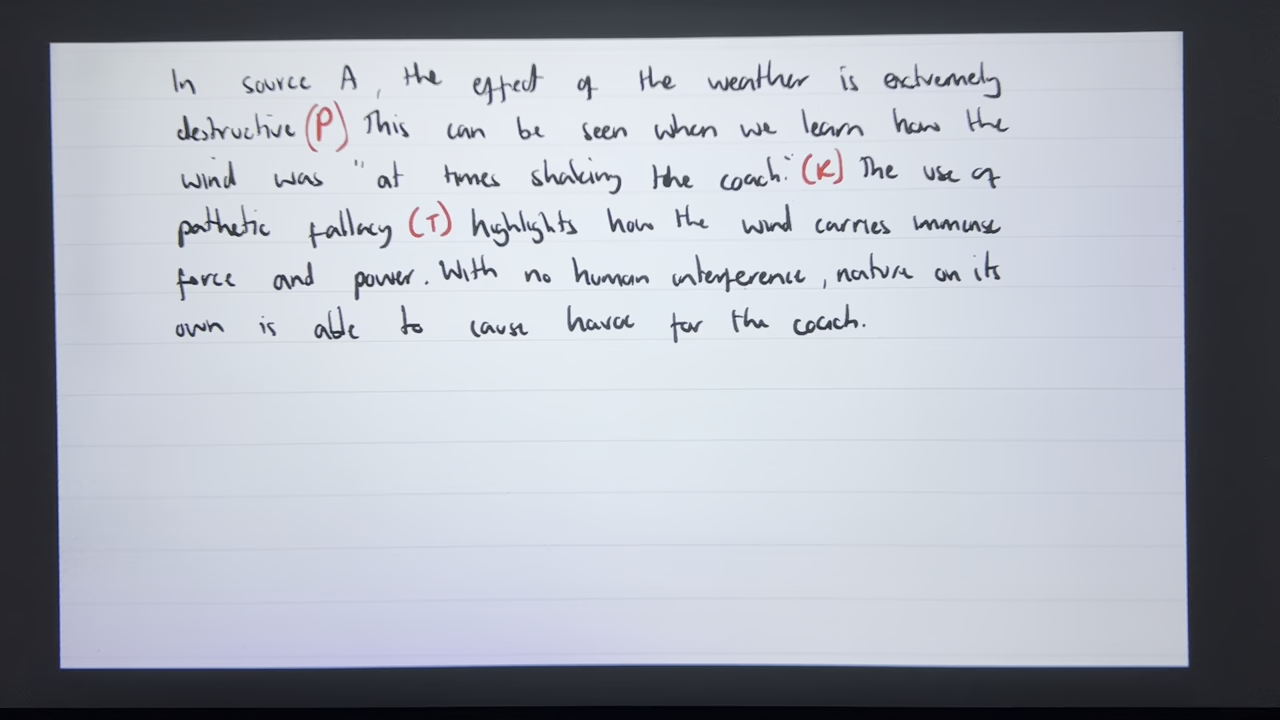 In source A, the effect of the weather is extremely
destructive (P) This can be seen when we learn how the
wind was "at times shaking the coach." (R) The use of
pathetic fallacy (T) highlights how the wind carries immense
force and power. With no human interference, nature on its
own is able to cause havoc for the coach.